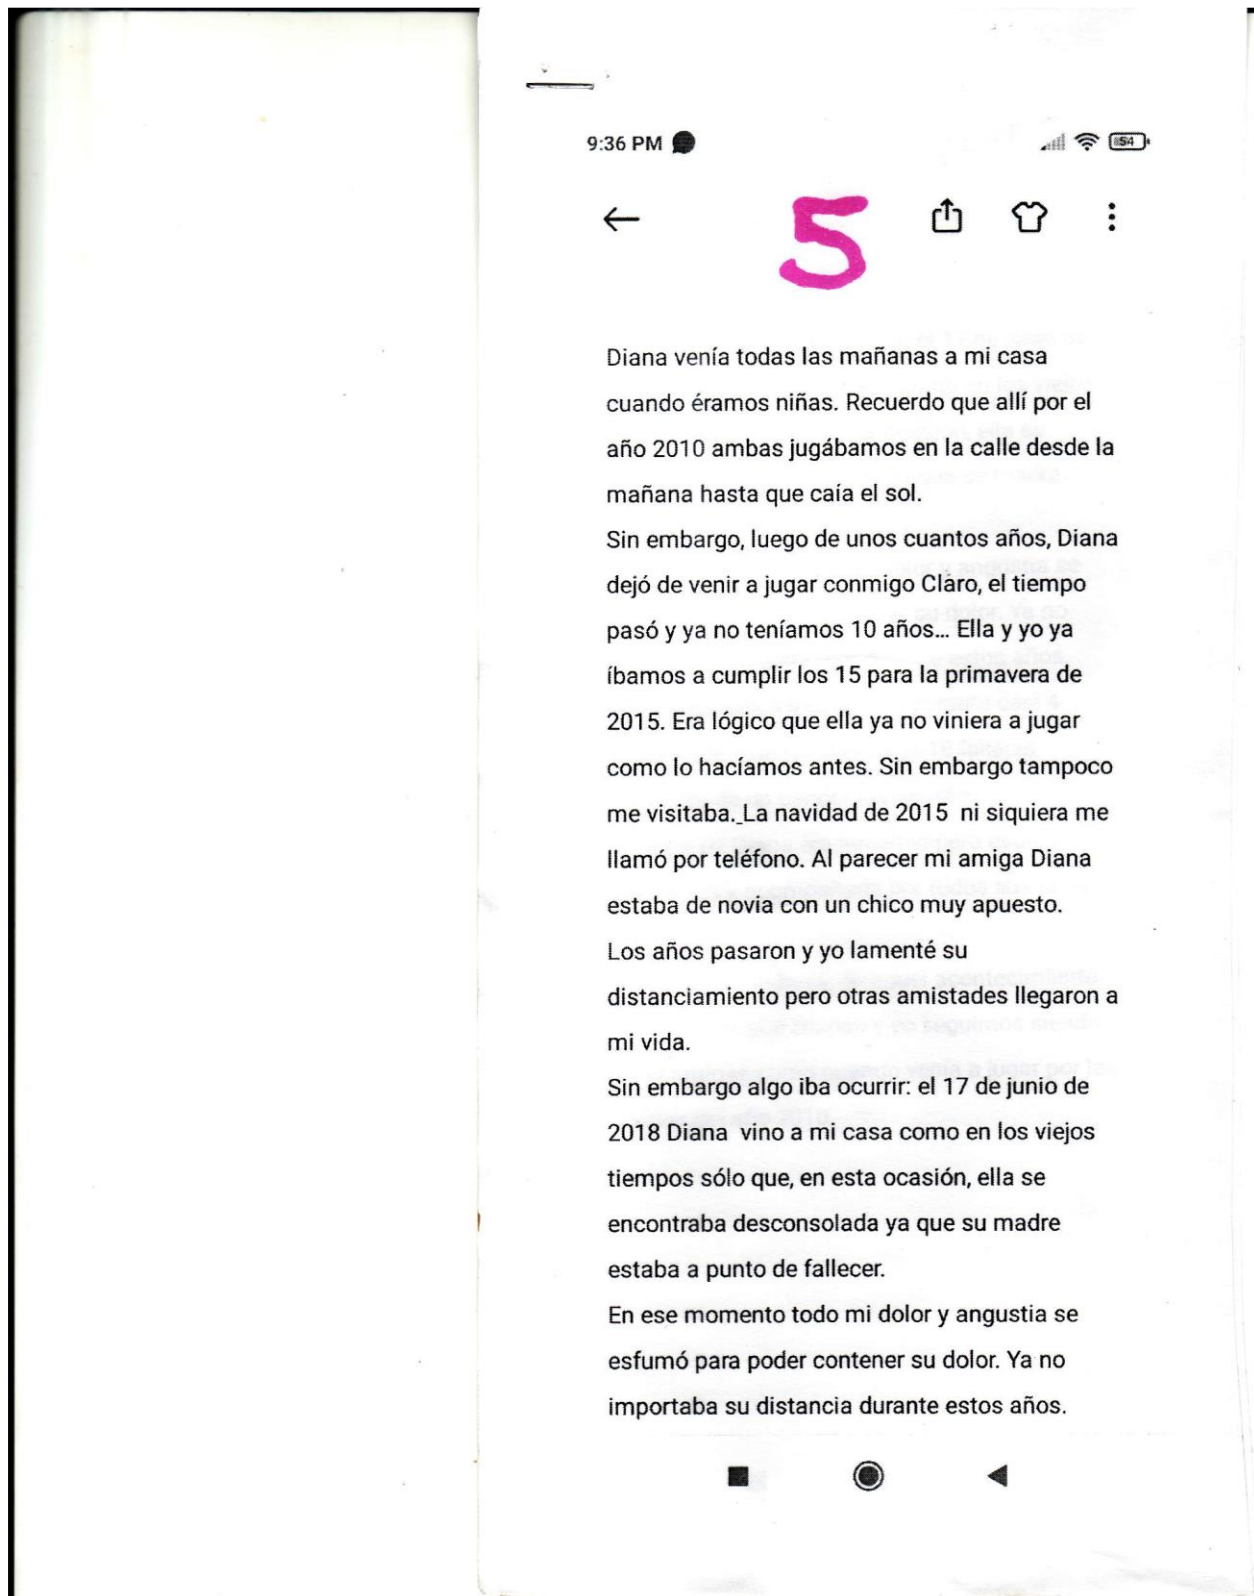 9:36 PM
54
5
Diana venía todas las mañanas a mi casa
cuando éramos niñas. Recuerdo que allí por el
año 2010 ambas jugábamos en la calle desde la
mañana hasta que caía el sol.
Sin embargo, luego de unos cuantos años, Diana
dejó de venir a jugar conmigo Claro, el tiempo
pasó y ya no teníamos 10 años... Ella y yo ya
íbamos a cumplir los 15 para la primavera de
2015. Era lógico que ella ya no viniera a jugar
como lo hacíamos antes. Sin embargo tampoco
me visitaba._La navidad de 2015  ni siquiera me
llamó por teléfono. Al parecer mi amiga Diana
estaba de novia con un chico muy apuesto.
Los años pasaron y yo lamenté su
distanciamiento pero otras amistades llegaron a
mi vida.
Sin embargo algo iba ocurrir: el 17 de junio de
2018 Diana  vino a mi casa como en los viejos
tiempos sólo que, en esta ocasión, ella se
encontraba desconsolada ya que su madre
estaba a punto de fallecer.
En ese momento todo mi dolor y angustia se
esfumó para poder contener su dolor. Ya no
importaba su distancia durante estos años.